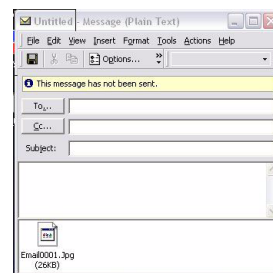 Untitled - Message (Plain Text)
File Edit View Insert Format Tools Actions Help
Options...
This message has not been sent.
To...
Cc...
Subject:
Email0001.Jpg
(26KB)